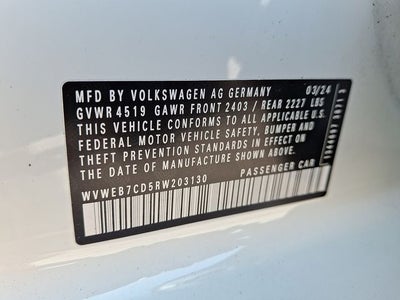 MFD BY VOLKSWAGEN AG GERMANY 03/24
GVWR 4519 GAWR FRONT 2403 / REAR 2227 LBS
THIS VEHICLE CONFORMS TO ALL APPLICABLE U.S.
FEDERAL MOTOR VEHICLE SAFETY, BUMPER AND
THEFT PREVENTION STANDARDS IN EFFECT ON
THE DATE OF MANUFACTURE SHOWN ABOVE.
WVWEB7CD5RW203130 PASSENGER CAR